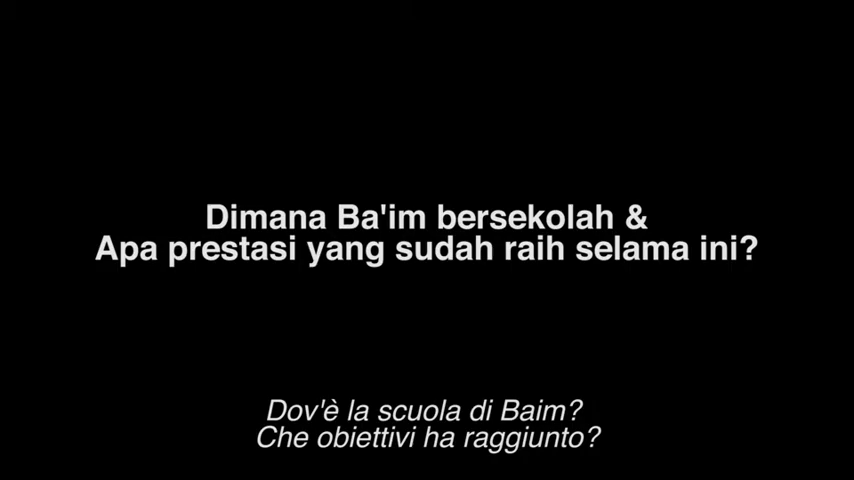 Dimana Ba'im bersekolah &
Apa prestasi yang sudah raih selama ini?
Dov'è la scuola di Baim?
Che obiettivi ha raggiunto?